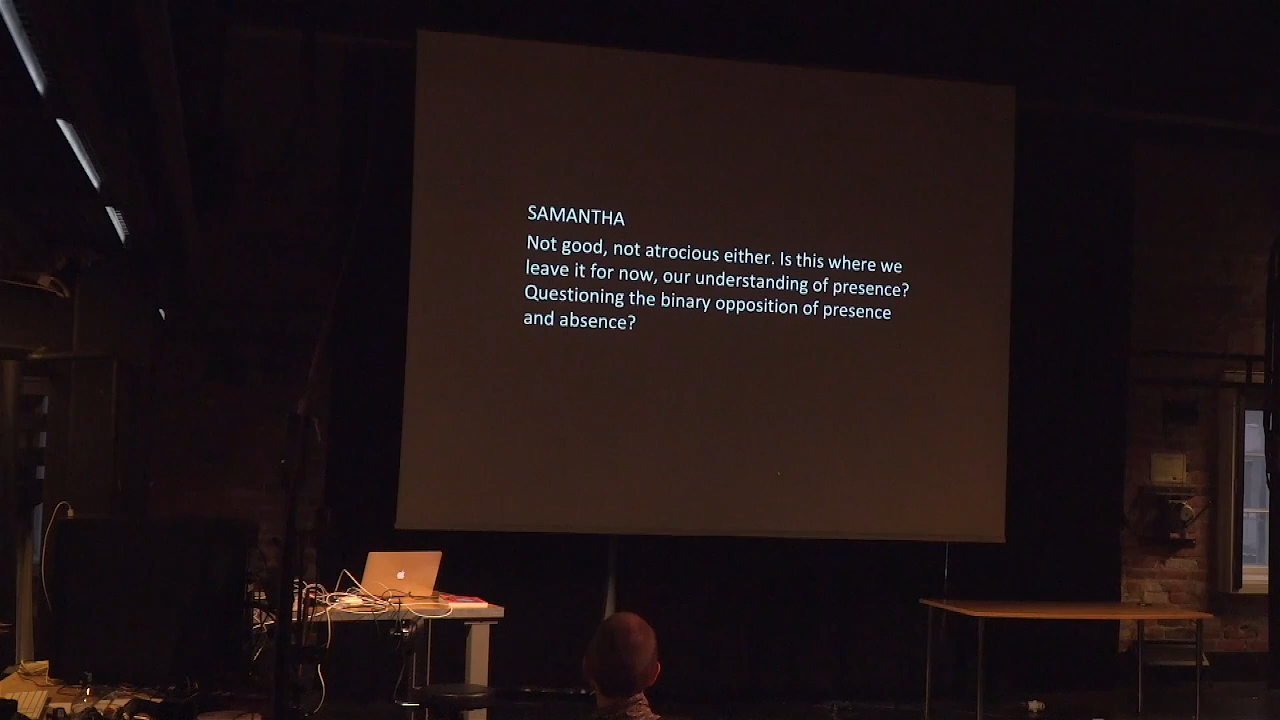 SAMANTHA
Not good, not atrocious either. Is this where we
leave it for now, our understanding of presence?
Questioning the binary opposition of presence
and absence?